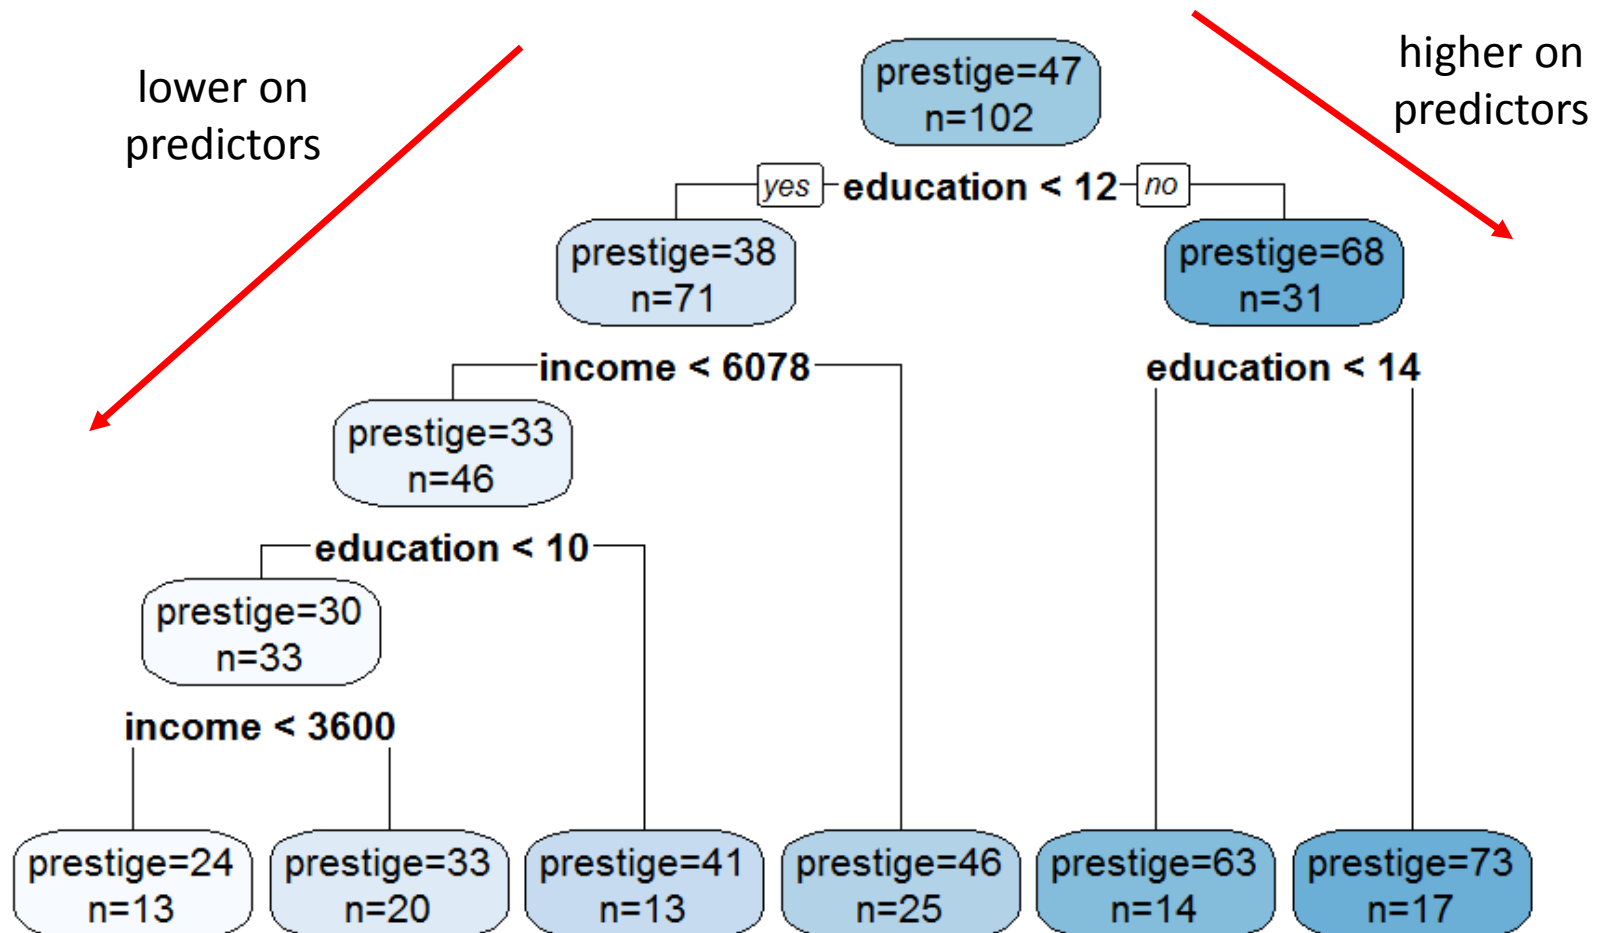 lower on
predictors
higher on
predictors
prestige=47
n=102
yes education < 12 no
prestige=38
n=71
prestige=68
n=31
income < 6078
education < 14
prestige=33
n=46
education < 10
prestige=30
n=33
income < 3600
prestige=24
n=13
prestige=33
n=20
prestige=41
n=13
prestige=46
n=25
prestige=63
n=14
prestige=73
n=17